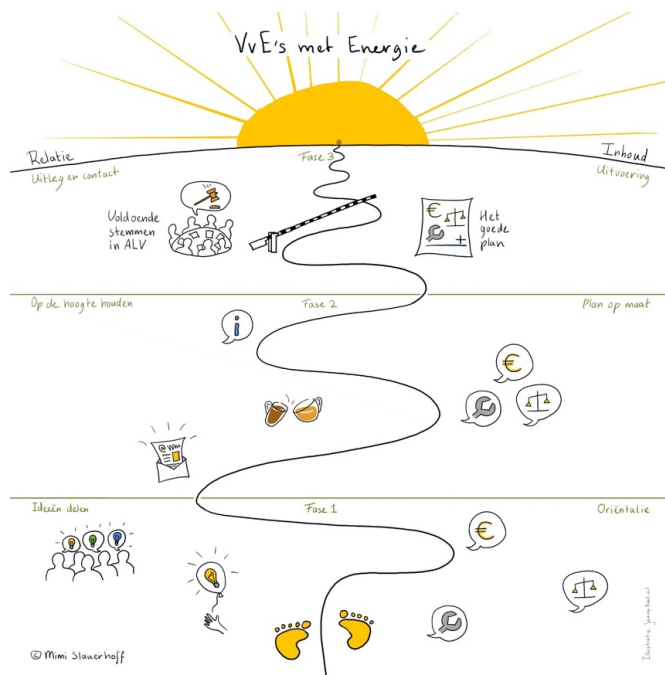 VvE's met Energie
Relatie
Fase 3
Inhoud
Uitleg en contact
Uitvoering
Voldoende
stemmen
in ALV
€
Het
goede
plan
Op de hoogte houden
Fase 2
Plan op maat
i
€
Ideeën delen
Fase 1
Oriëntatie
€
© Mimi Slauerhoff